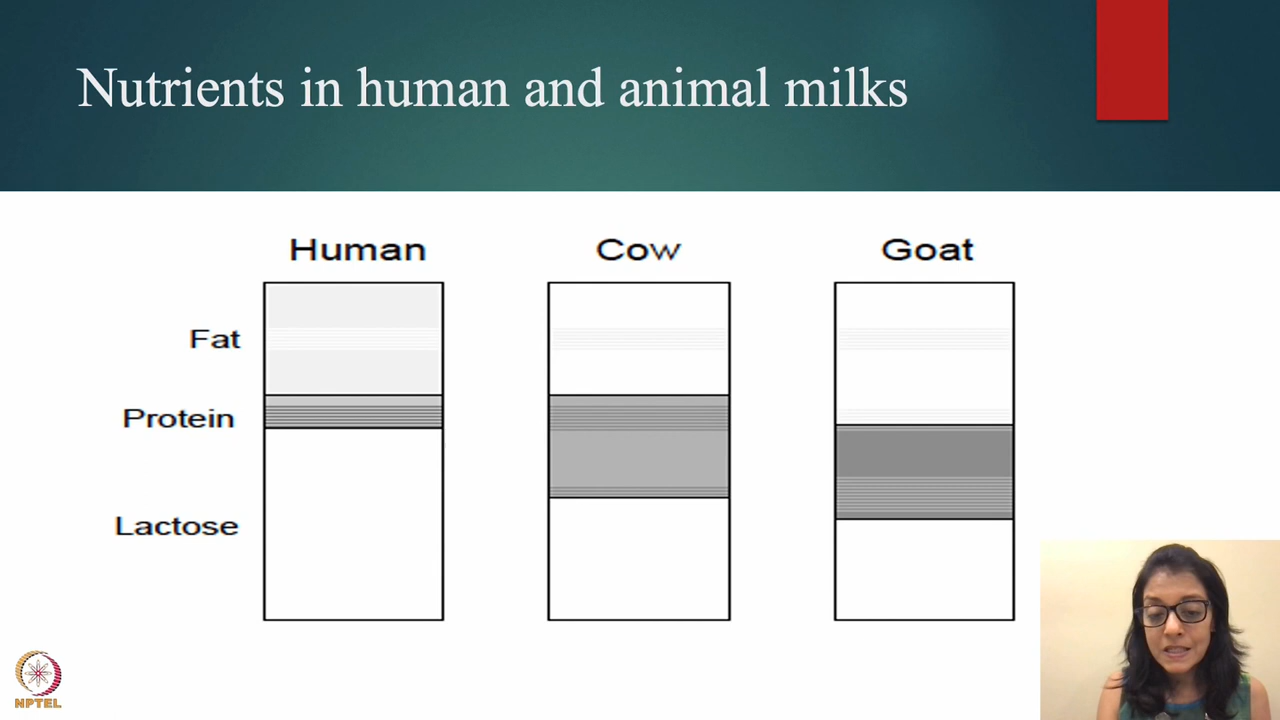 Nutrients in human and animal milks
Human Cow Goat
Fat
Protein
Lactose
NPTEL